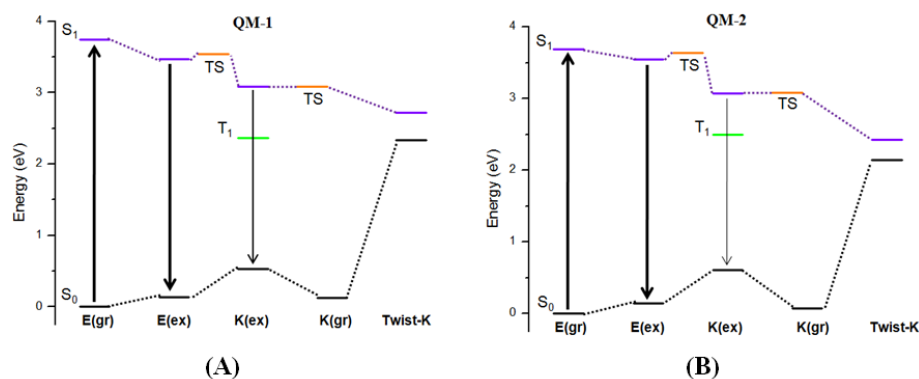 QM-1
4
3
2
1
0
Energy (eV)
S1
TS
TS
T1
S0
E(gr) E(ex) K(ex) K(gr) Twist-K
(A)
QM-2
4
3
2
1
0
Energy (eV)
S1
TS
TS
T1
S0
E(gr) E(ex) K(ex) K(gr) Twist-K
(B)